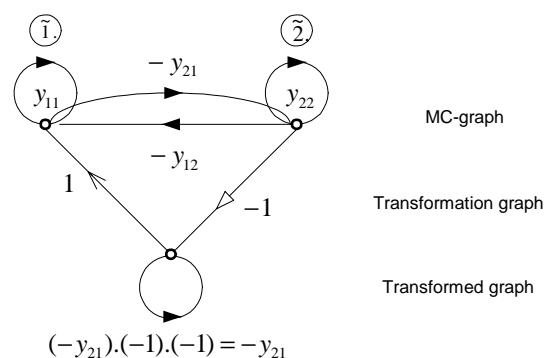 1̃. 2̃.
− y₂₁
y₁₁ y₂₂
MC-graph
− y₁₂
1
−1
Transformation graph
Transformed graph
(−y₂₁).(−1).(−1) = −y₂₁